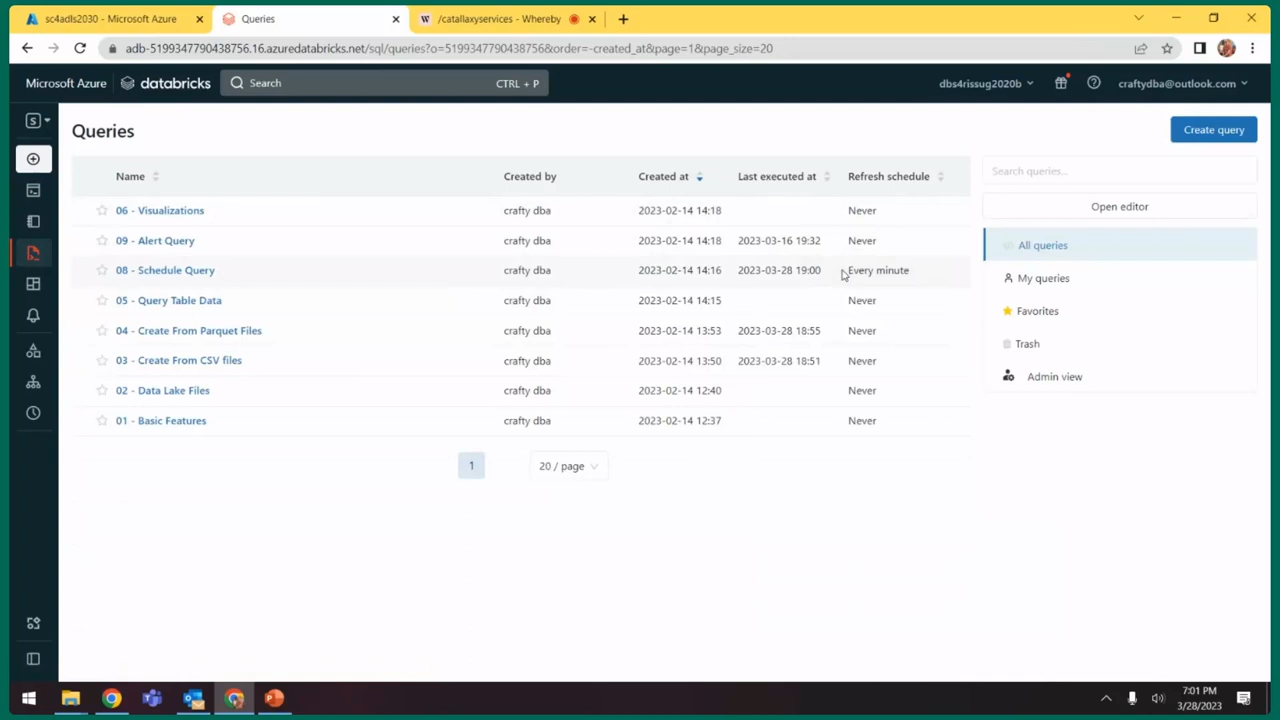 sc4adls2030 - Microsoft Azure
Queries
/catallaxyservices - Whereby
adb-5199347790438756.16.azuredatabricks.net/sql/queries?o=5199347790438756&order=-created_at&page=1&page_size=20
Microsoft Azure databricks Search CTRL + P dbs4rissug2020b craftydba@outlook.com
S
Queries
Create query
Name Created by Created at Last executed at Refresh schedule
06 - Visualizations crafty dba 2023-02-14 14:18 Never
09 - Alert Query crafty dba 2023-02-14 14:18 2023-03-16 19:32 Never
08 - Schedule Query crafty dba 2023-02-14 14:16 2023-03-28 19:00 Every minute
05 - Query Table Data crafty dba 2023-02-14 14:15 Never
04 - Create From Parquet Files crafty dba 2023-02-14 13:53 2023-03-28 18:55 Never
03 - Create From CSV files crafty dba 2023-02-14 13:50 2023-03-28 18:51 Never
02 - Data Lake Files crafty dba 2023-02-14 12:40 Never
01 - Basic Features crafty dba 2023-02-14 12:37 Never
1
20 / page
Search queries...
Open editor
All queries
My queries
Favorites
Trash
Admin view
7:01 PM
3/28/2023